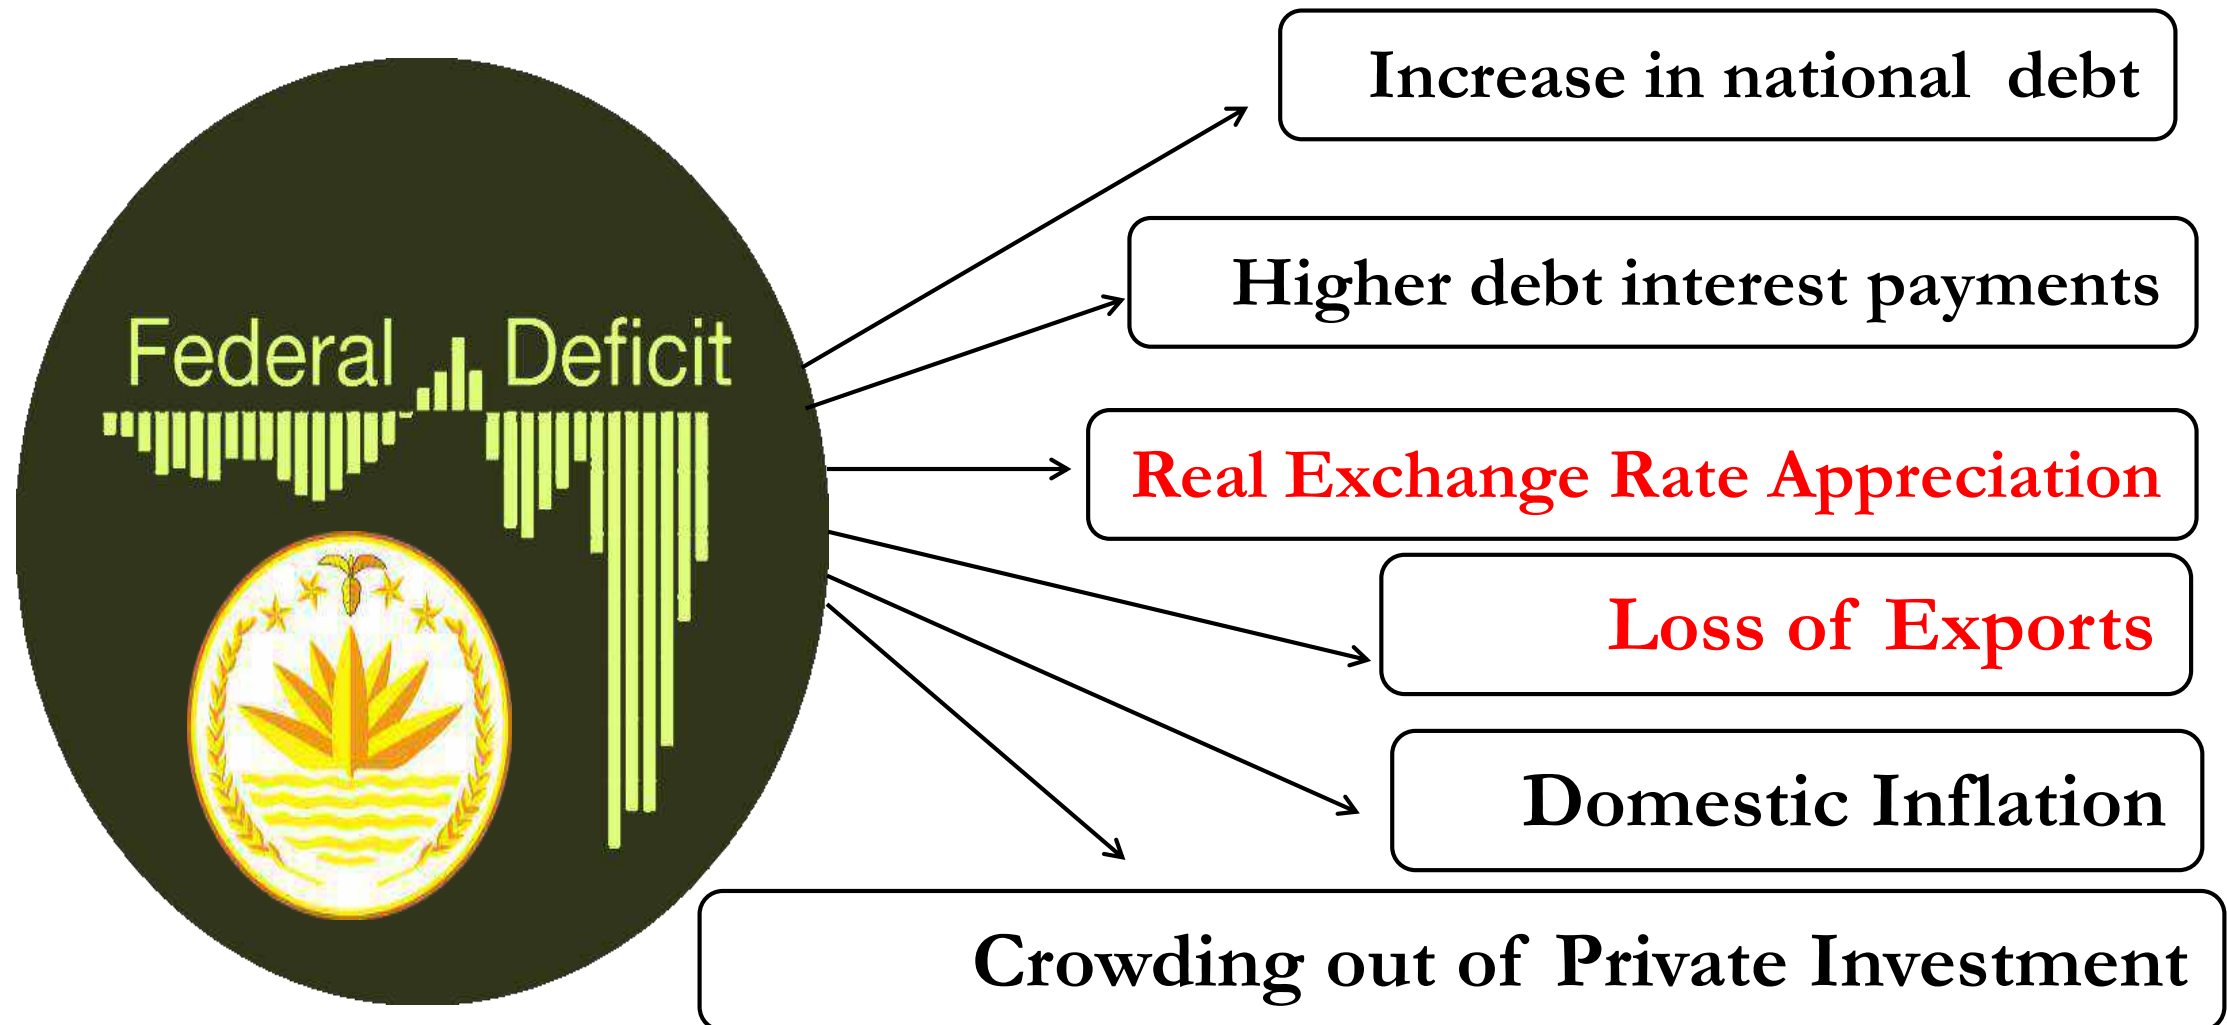 Federal Deficit
Increase in national debt
Higher debt interest payments
Real Exchange Rate Appreciation
Loss of Exports
Domestic Inflation
Crowding out of Private Investment